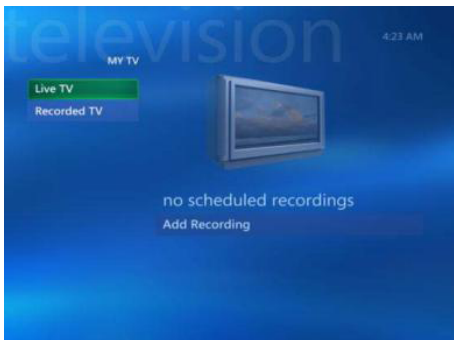 television
4:23 AM
MY TV
Live TV
Recorded TV
no scheduled recordings
Add Recording